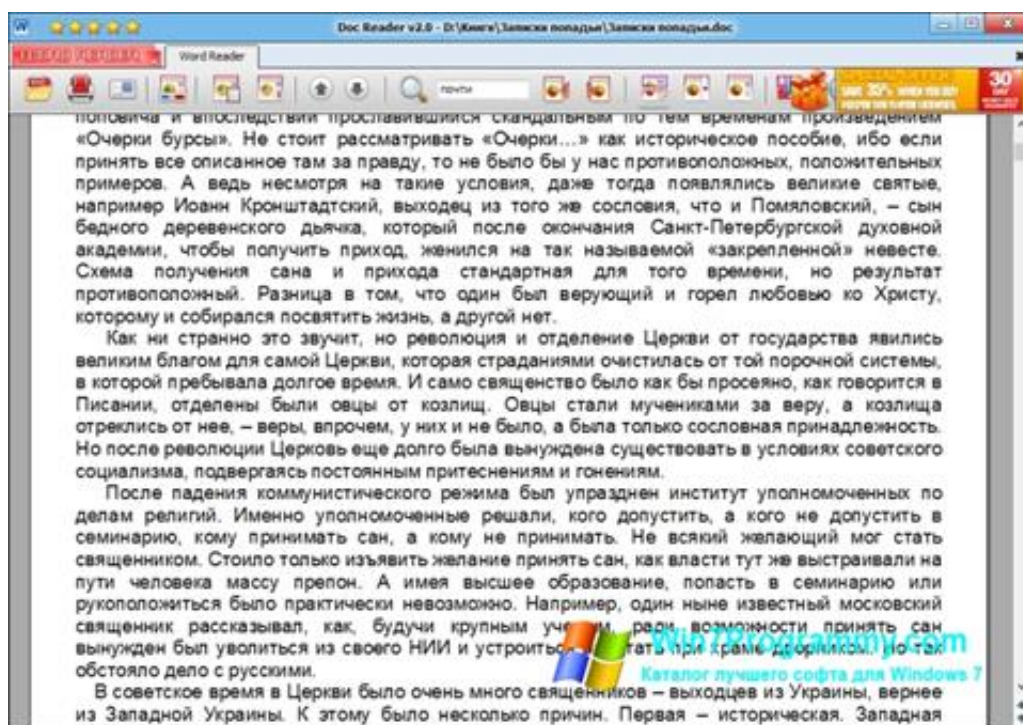 Doc Reader v2.0 - D:\Книги\Записки попадьи\Записки попадьи.doc
Word Reader
почти
SAVE 35% WHEN YOU BUY
30
DAY
поповича и впоследствии прославившийся скандальным по тем временам произведением
«Очерки бурсы». Не стоит рассматривать «Очерки…» как историческое пособие, ибо если
принять все описанное там за правду, то не было бы у нас противоположных, положительных
примеров. А ведь несмотря на такие условия, даже тогда появлялись великие святые,
например Иоанн Кронштадтский, выходец из того же сословия, что и Помяловский, – сын
бедного деревенского дьячка, который после окончания Санкт-Петербургской духовной
академии, чтобы получить приход, женился на так называемой «закрепленной» невесте.
Схема получения сана и прихода стандартная для того времени, но результат
противоположный. Разница в том, что один был верующий и горел любовью ко Христу,
которому и собирался посвятить жизнь, а другой нет.
Как ни странно это звучит, но революция и отделение Церкви от государства явились
великим благом для самой Церкви, которая страданиями очистилась от той порочной системы,
в которой пребывала долгое время. И само священство было как бы просеяно, как говорится в
Писании, отделены были овцы от козлищ. Овцы стали мучениками за веру, а козлища
отреклись от нее, – веры, впрочем, у них и не было, а была только сословная принадлежность.
Но после революции Церковь еще долго была вынуждена существовать в условиях советского
социализма, подвергаясь постоянным притеснениям и гонениям.
После падения коммунистического режима был упразднен институт уполномоченных по
делам религий. Именно уполномоченные решали, кого допустить, а кого не допустить в
семинарию, кому принимать сан, а кому не принимать. Не всякий желающий мог стать
священником. Стоило только изъявить желание принять сан, как власти тут же выстраивали на
пути человека массу препон. А имея высшее образование, попасть в семинарию или
рукоположиться было практически невозможно. Например, один ныне известный московский
священник рассказывал, как, будучи крупным ради возможности принять сан
вынужден был уволиться из своего НИИ и устроиться при храме дворником. Но так
обстояло дело с русскими.
Win7Programmy.com
Каталог лучшего софта для Windows 7
В советское время в Церкви было очень много священников – выходцев из Украины, вернее
из Западной Украины. К этому было несколько причин. Первая – историческая. Западная